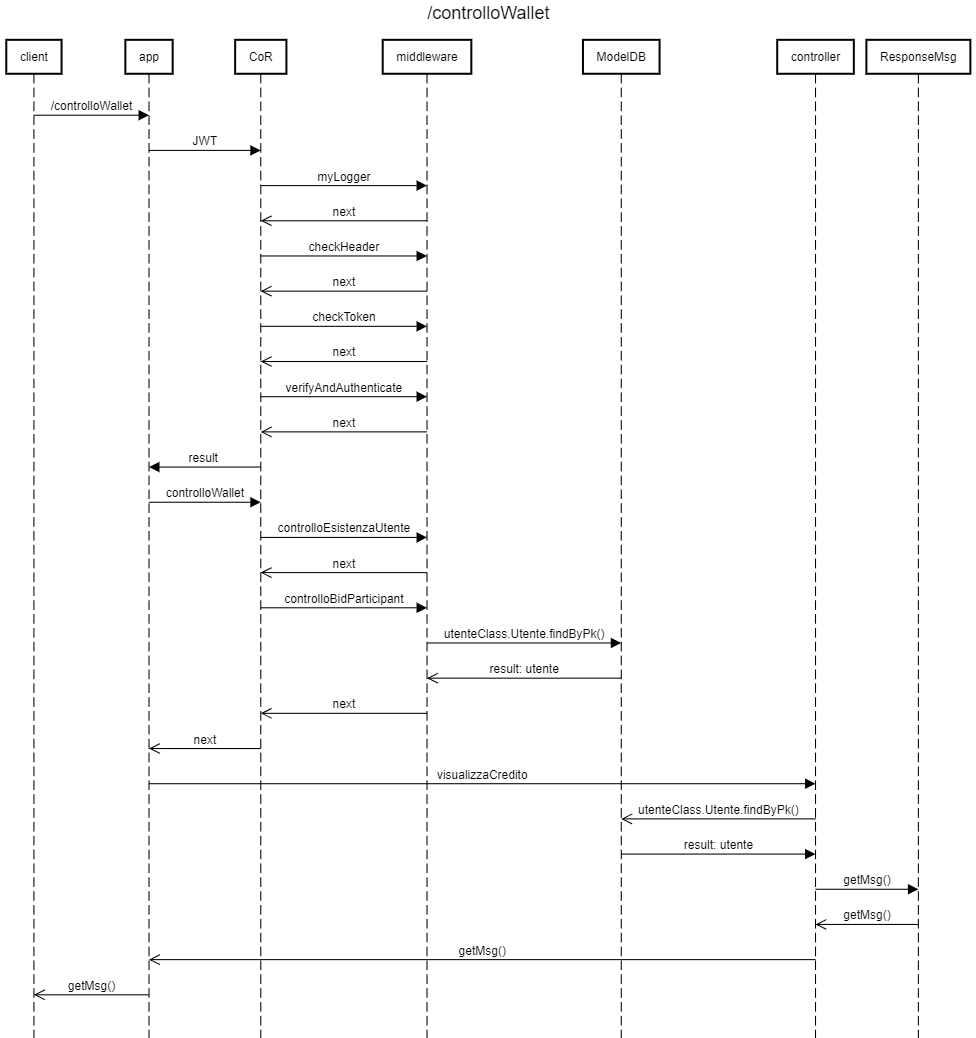 /controlloWallet
client
app
CoR
middleware
ModelDB
controller
ResponseMsg
/controlloWallet
JWT
myLogger
next
checkHeader
next
checkToken
next
verifyAndAuthenticate
next
result
controlloWallet
controlloEsistenzaUtente
next
controlloBidParticipant
utenteClass.Utente.findByPk()
result: utente
next
next
visualizzaCredito
utenteClass.Utente.findByPk()
result: utente
getMsg()
getMsg()
getMsg()
getMsg()